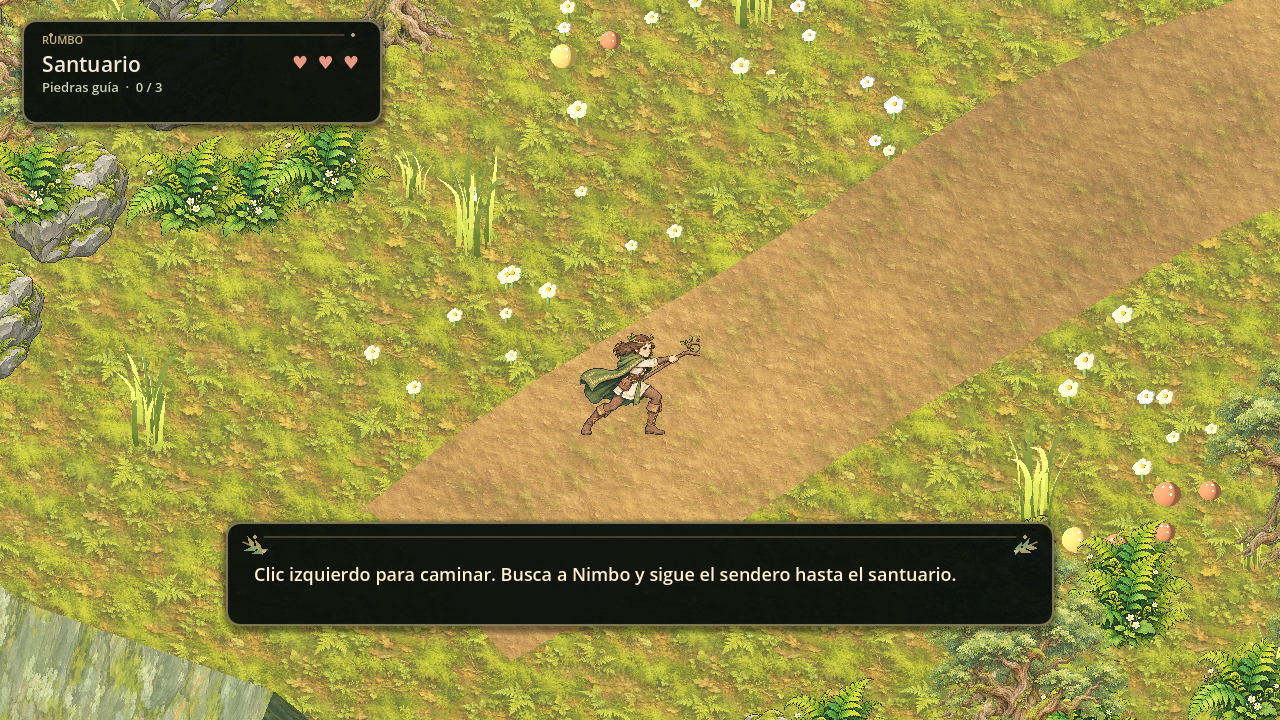 RUMBO
Santuario
Piedras guía · 0 / 3
Clic izquierdo para caminar. Busca a Nimbo y sigue el sendero hasta el santuario.